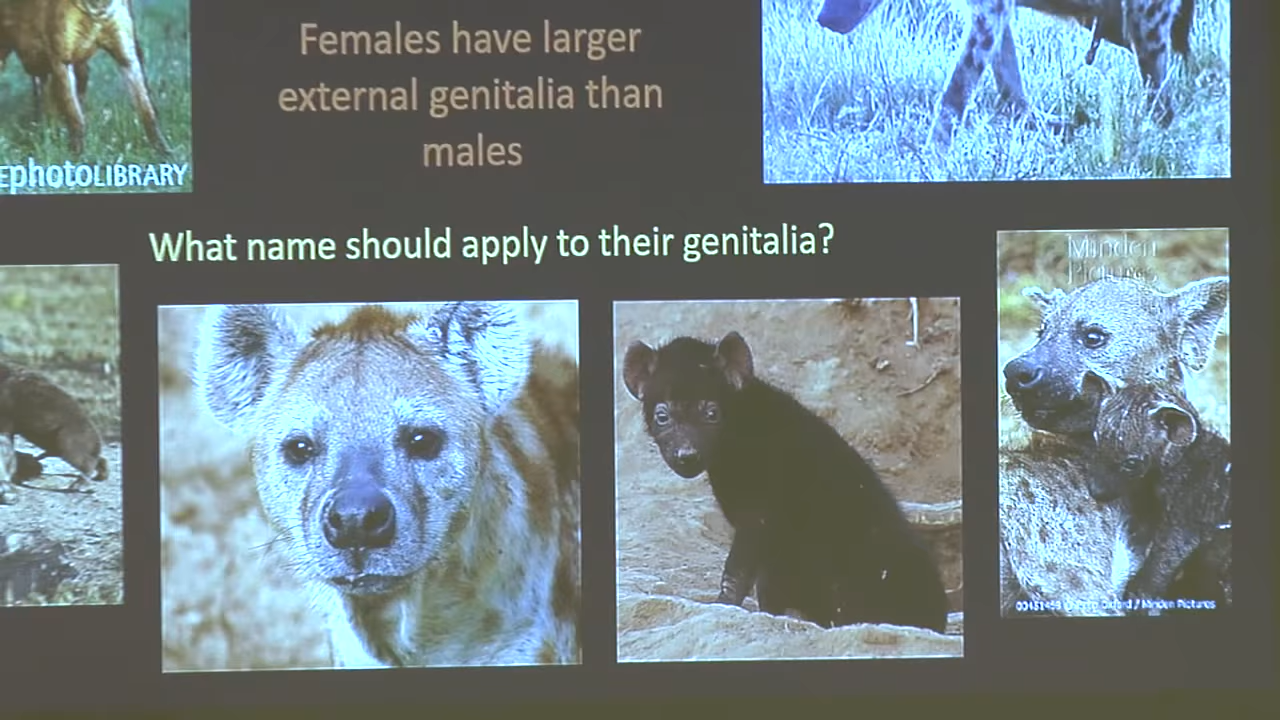 Females have larger
external genitalia than
males
ephotoLIBRARY
What name should apply to their genitalia?
Minden
Pictures
/ Minden Pictures